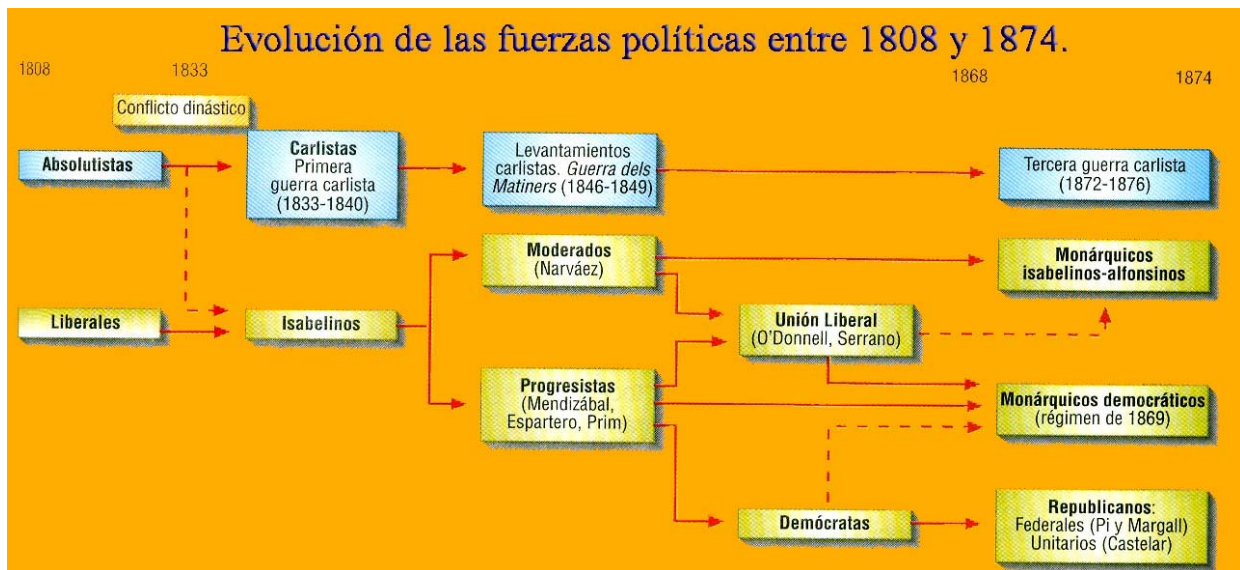 Evolución de las fuerzas políticas entre 1808 y 1874.
1808
1833
1868
1874
Conflicto dinástico
Absolutistas
Carlistas
Primera
guerra carlista
(1833-1840)
Levantamientos
carlistas. Guerra dels
Matiners (1846-1849)
Tercera guerra carlista
(1872-1876)
Moderados
(Narváez)
Monárquicos
isabelinos-alfonsinos
Liberales
Isabelinos
Unión Liberal
(O'Donnell, Serrano)
Progresistas
(Mendizábal,
Espartero, Prim)
Monárquicos democráticos
(régimen de 1869)
Demócratas
Republicanos:
Federales (Pi y Margall)
Unitarios (Castelar)